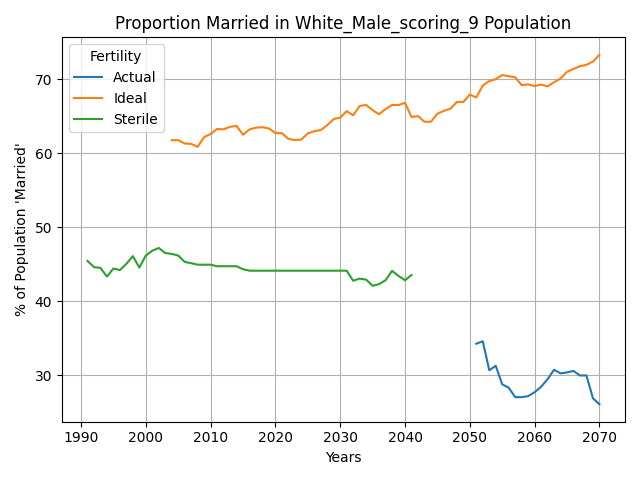 Proportion Married in White_Male_scoring_9 Population
Fertility
Actual
Ideal
Sterile
% of Population 'Married'
70
60
50
40
30
1990 2000 2010 2020 2030 2040 2050 2060 2070
Years